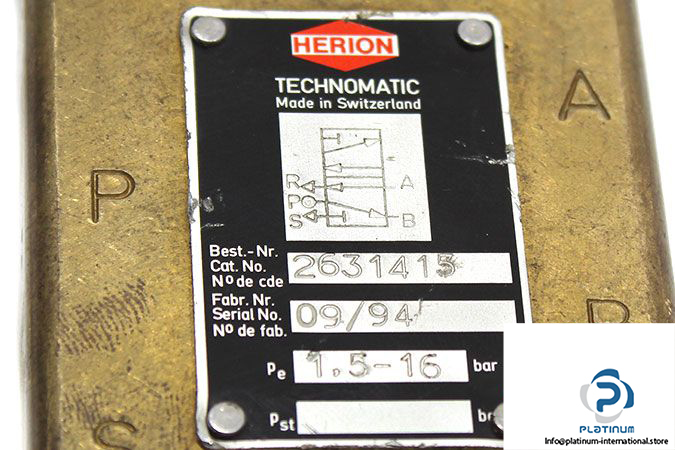 HERION
TECHNOMATIC
Made in Switzerland
R A
P
S B
Best.-Nr.
Cat. No. 2631415
Nº de cde
Fabr. Nr.
Serial No. 09/94
Nº de fab.
pe 1,5-16 bar
pst
P
A
S
PLATINUM
Info@platinum-international.store